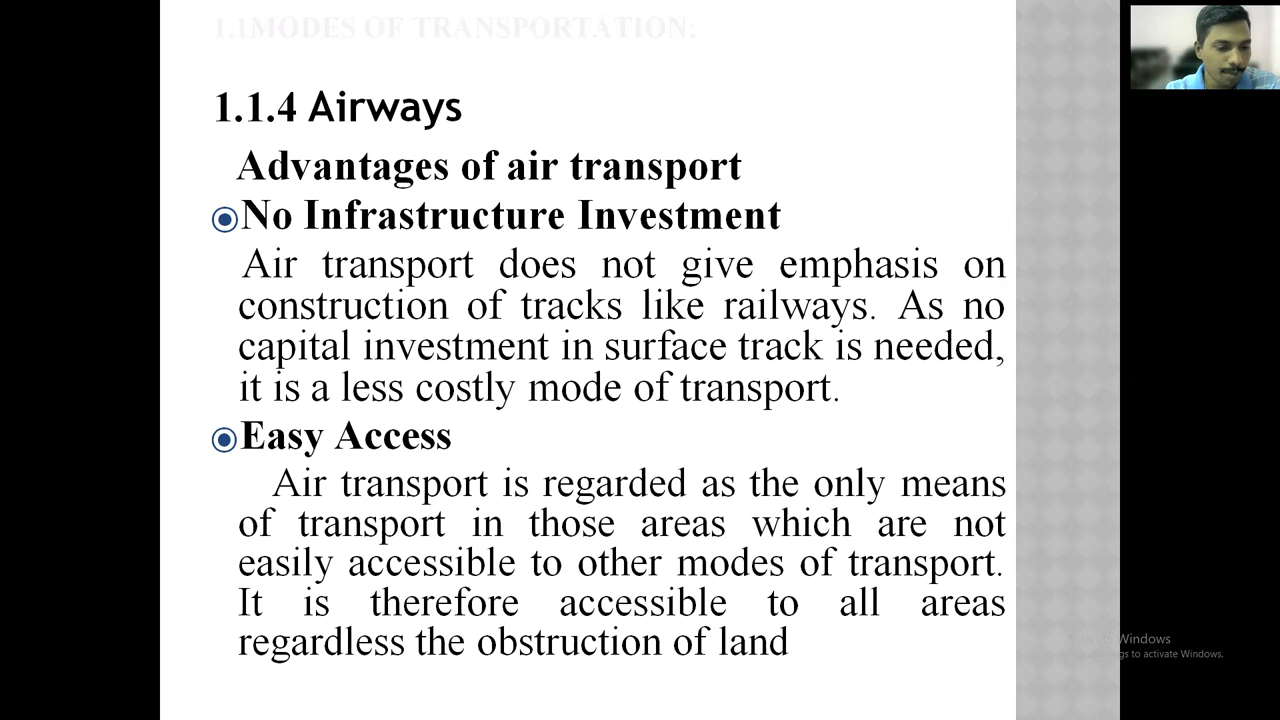 1.1MODES OF TRANSPORTATION:
1.1.4 Airways
Advantages of air transport
No Infrastructure Investment
Air transport does not give emphasis on
construction of tracks like railways. As no
capital investment in surface track is needed,
it is a less costly mode of transport.
Easy Access
Air transport is regarded as the only means
of transport in those areas which are not
easily accessible to other modes of transport.
It is therefore accessible to all areas
regardless the obstruction of land
Windows
to activate Windows.